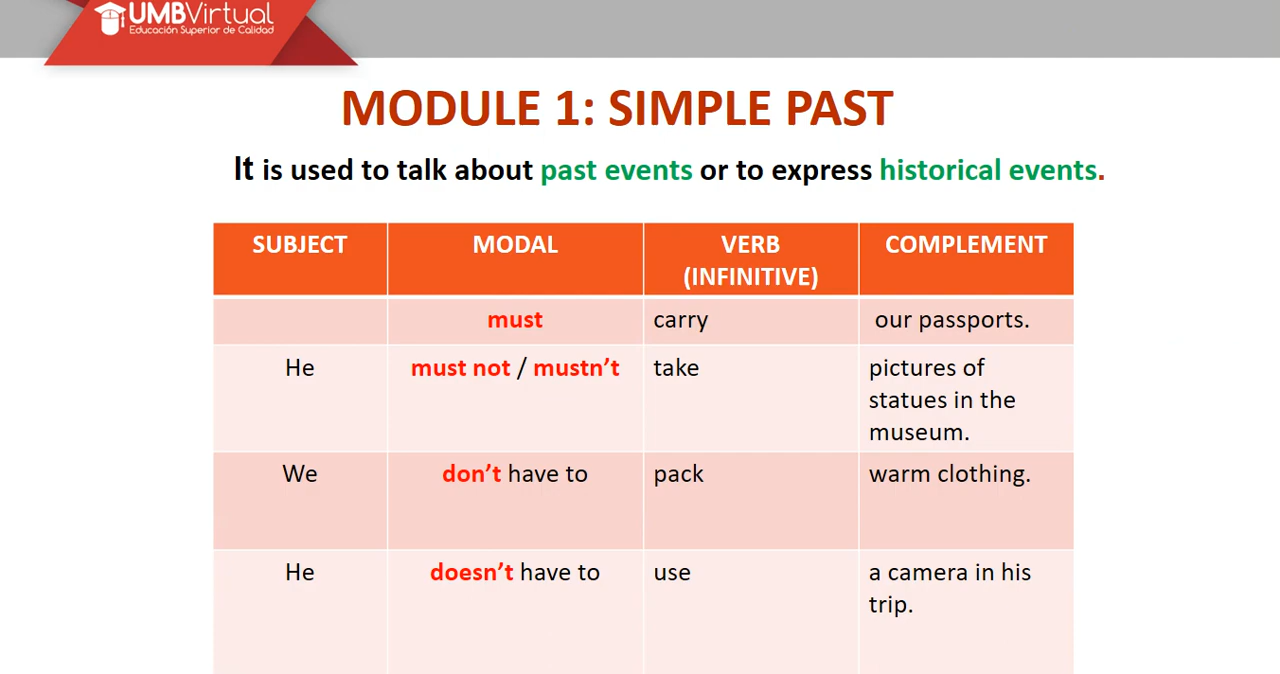 UMBVirtual
Educación Superior de Calidad
MODULE 1: SIMPLE PAST
It is used to talk about past events or to express historical events.
SUBJECT MODAL VERB (INFINITIVE) COMPLEMENT
must carry our passports.
He must not / mustn’t take pictures of
statues in the
museum.
We don’t have to pack warm clothing.
He doesn’t have to use a camera in his
trip.